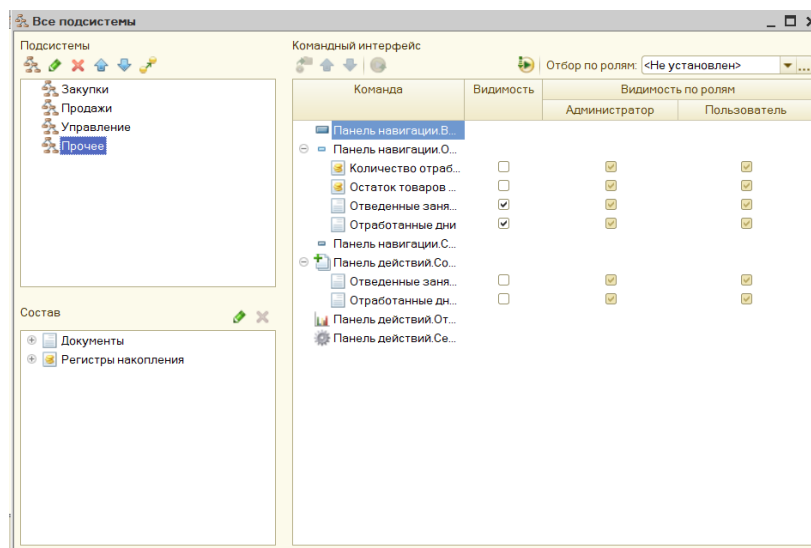 Все подсистемы
Подсистемы
Закупки
Продажи
Управление
Прочее
Состав
Документы
Регистры накопления
Командный интерфейс
Отбор по ролям: <Не установлен>
Команда Видимость Видимость по ролям
Администратор Пользователь
Панель навигации.В...
Панель навигации.О...
Количество отраб...
Остаток товаров ...
Отведенные заня...
Отработанные дни
Панель навигации.С...
Панель действий.Со...
Отведенные заня...
Отработанные дн...
Панель действий.От...
Панель действий.Се...